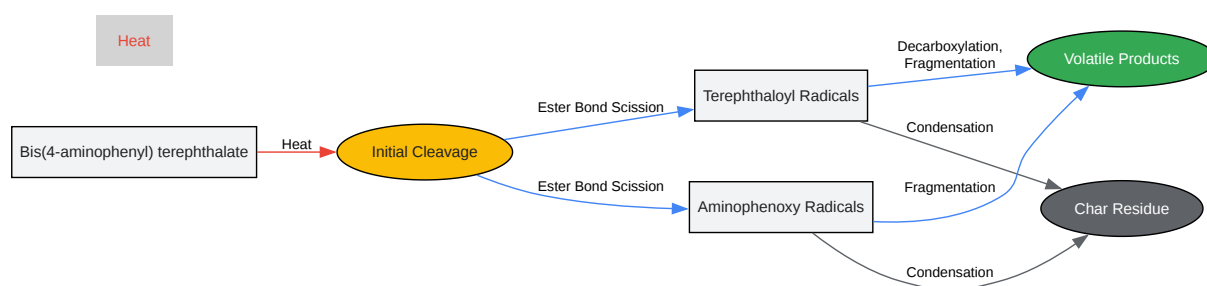 Heat
Bis(4-aminophenyl) terephthalate
Heat
Initial Cleavage
Ester Bond Scission
Ester Bond Scission
Terephthaloyl Radicals
Aminophenoxy Radicals
Decarboxylation,
Fragmentation
Condensation
Fragmentation
Condensation
Volatile Products
Char Residue